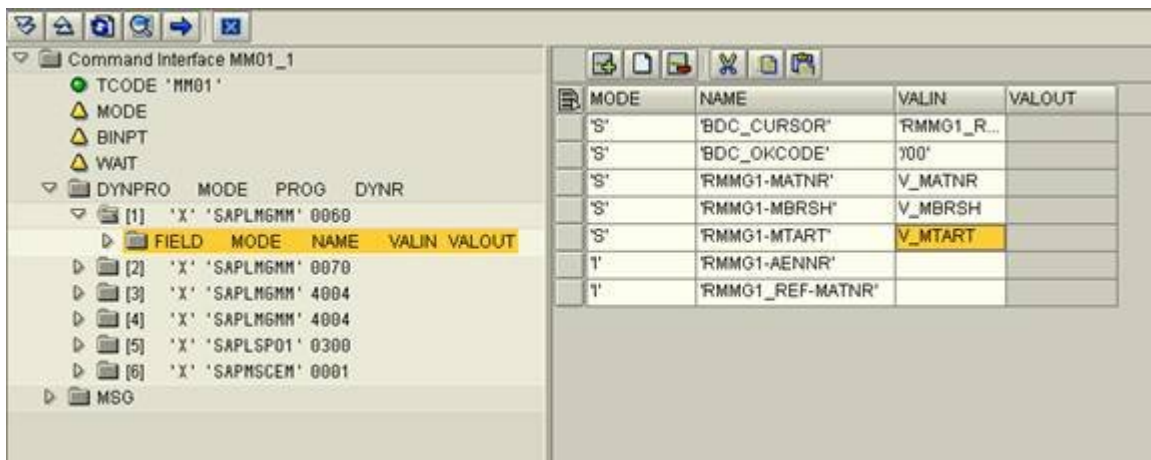 Command Interface MM01_1
TCODE 'MM01'
MODE
BINPT
WAIT
DYNPRO MODE PROG DYNR
[1] 'X' 'SAPLMGMM' 0060
FIELD MODE NAME VALIN VALOUT
[2] 'X' 'SAPLMGMM' 0070
[3] 'X' 'SAPLMGMM' 4004
[4] 'X' 'SAPLMGMM' 4004
[5] 'X' 'SAPLSPO1' 0300
[6] 'X' 'SAPMSCEM' 0001
MSG
MODE NAME VALIN VALOUT
'S' 'BDC_CURSOR' 'RMMG1_R...
'S' 'BDC_OKCODE' '/00'
'S' 'RMMG1-MATNR' V_MATNR
'S' 'RMMG1-MBRSH' V_MBRSH
'S' 'RMMG1-MTART' V_MTART
'I' 'RMMG1-AENNR'
'I' 'RMMG1_REF-MATNR'